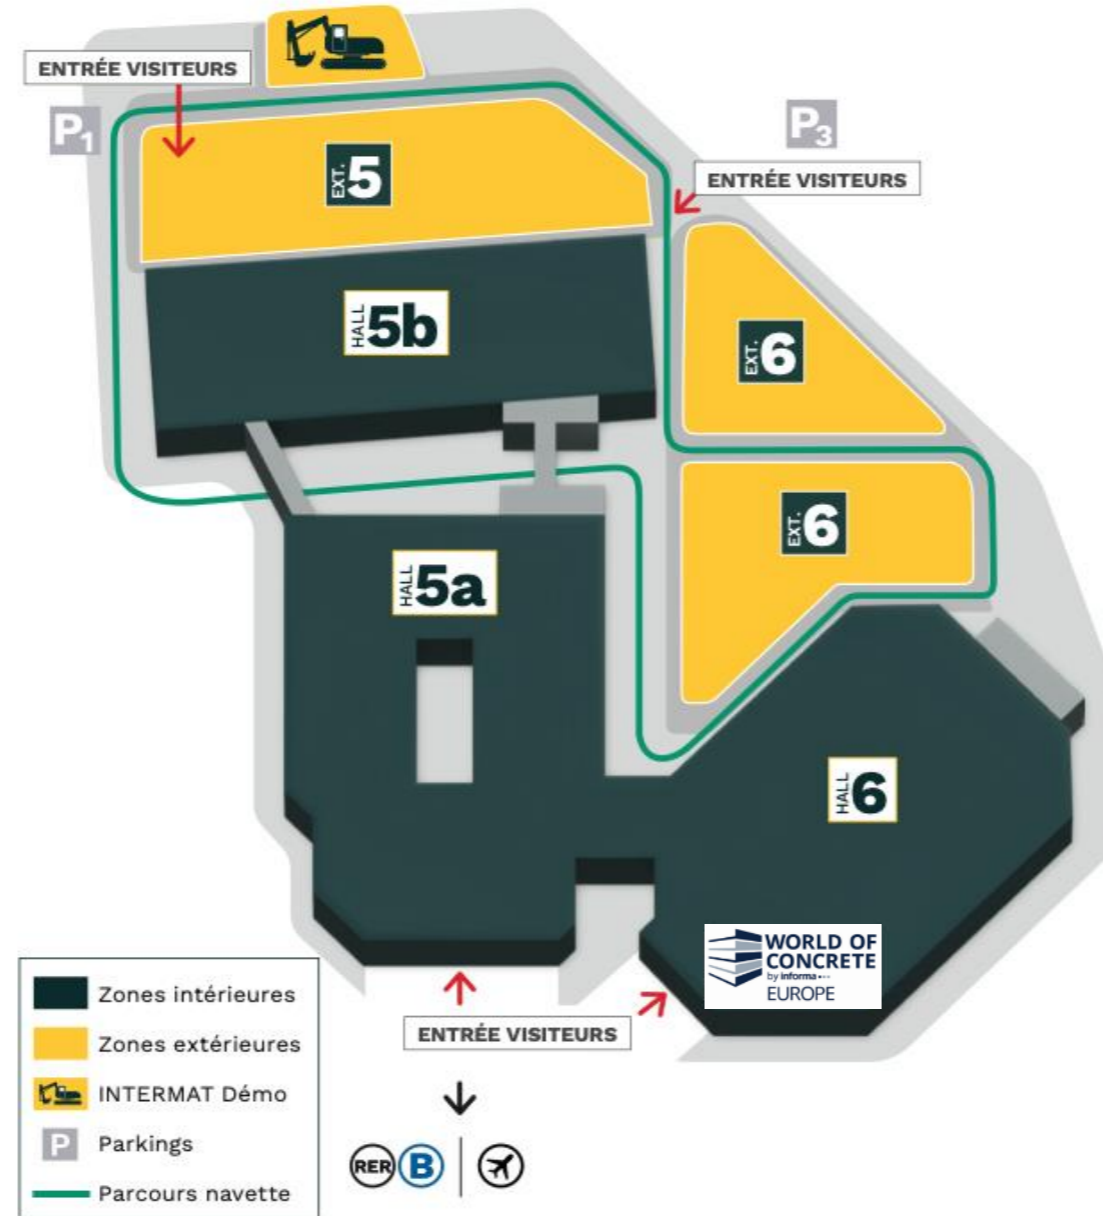 ENTRÉE VISITEURS
P1
P3
EXT. 5
ENTRÉE VISITEURS
HALL 5b
EXT. 6
EXT. 6
HALL 5a
HALL 6
WORLD OF
CONCRETE
by informa
EUROPE
ENTRÉE VISITEURS
Zones intérieures
Zones extérieures
INTERMAT Démo
P Parkings
Parcours navette
RER B